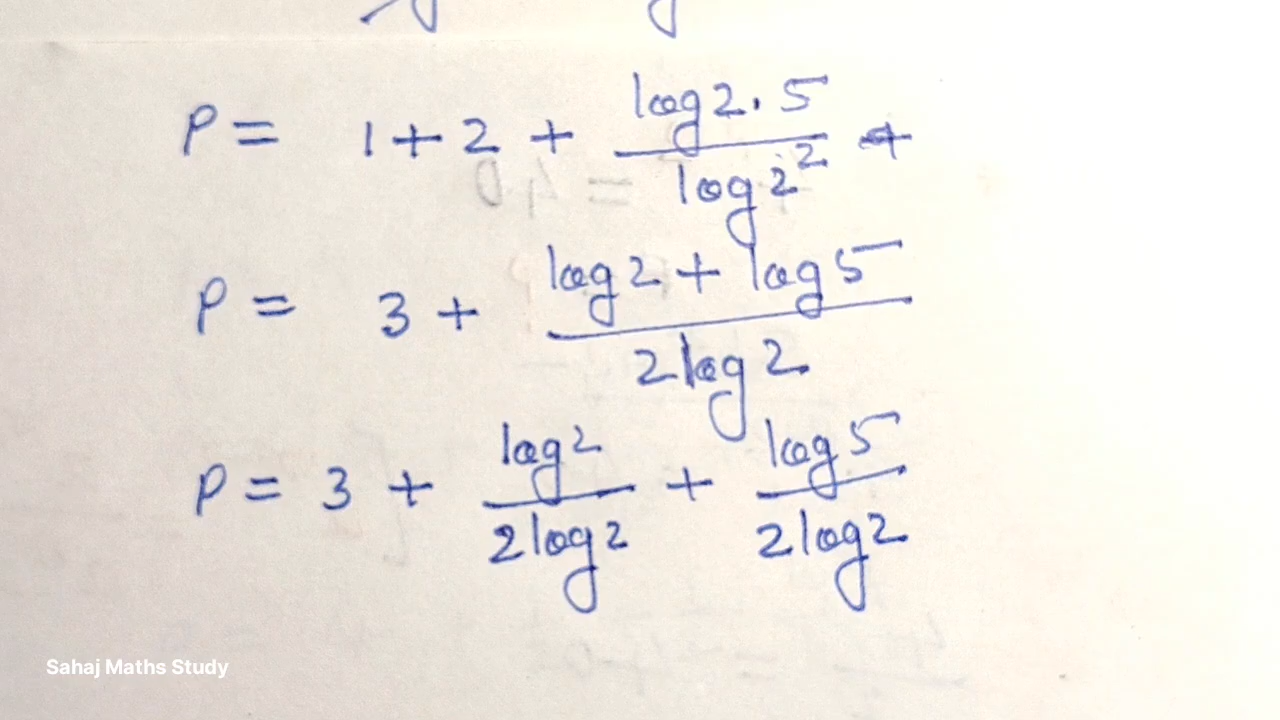 P = 1 + 2 + log 2 . 5 / log 2² +
P = 3 + log 2 + log 5 / 2 log 2
P = 3 + log 2 / 2 log 2 + log 5 / 2 log 2
Sahaj Maths Study